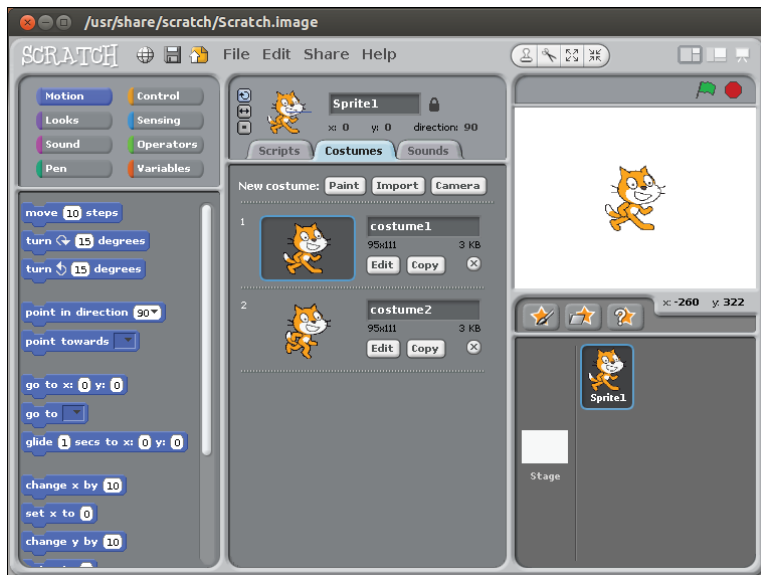 /usr/share/scratch/Scratch.image
SCRATCH File Edit Share Help
Motion Control
Looks Sensing
Sound Operators
Pen Variables
move 10 steps
turn 15 degrees
turn 15 degrees
point in direction 90
point towards
go to x: 0 y: 0
go to
glide 1 secs to x: 0 y: 0
change x by 10
set x to 0
change y by 10
Sprite1
x: 0 y: 0 direction: 90
Scripts Costumes Sounds
New costume: Paint Import Camera
1
costume1
95x111 3 KB
Edit Copy
2
costume2
95x111 3 KB
Edit Copy
x: -260 y: 322
Sprite1
Stage